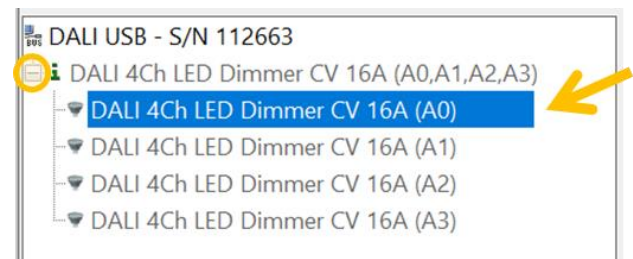 BUS DALI USB - S/N 112663
i DALI 4Ch LED Dimmer CV 16A (A0,A1,A2,A3)
DALI 4Ch LED Dimmer CV 16A (A0)
DALI 4Ch LED Dimmer CV 16A (A1)
DALI 4Ch LED Dimmer CV 16A (A2)
DALI 4Ch LED Dimmer CV 16A (A3)